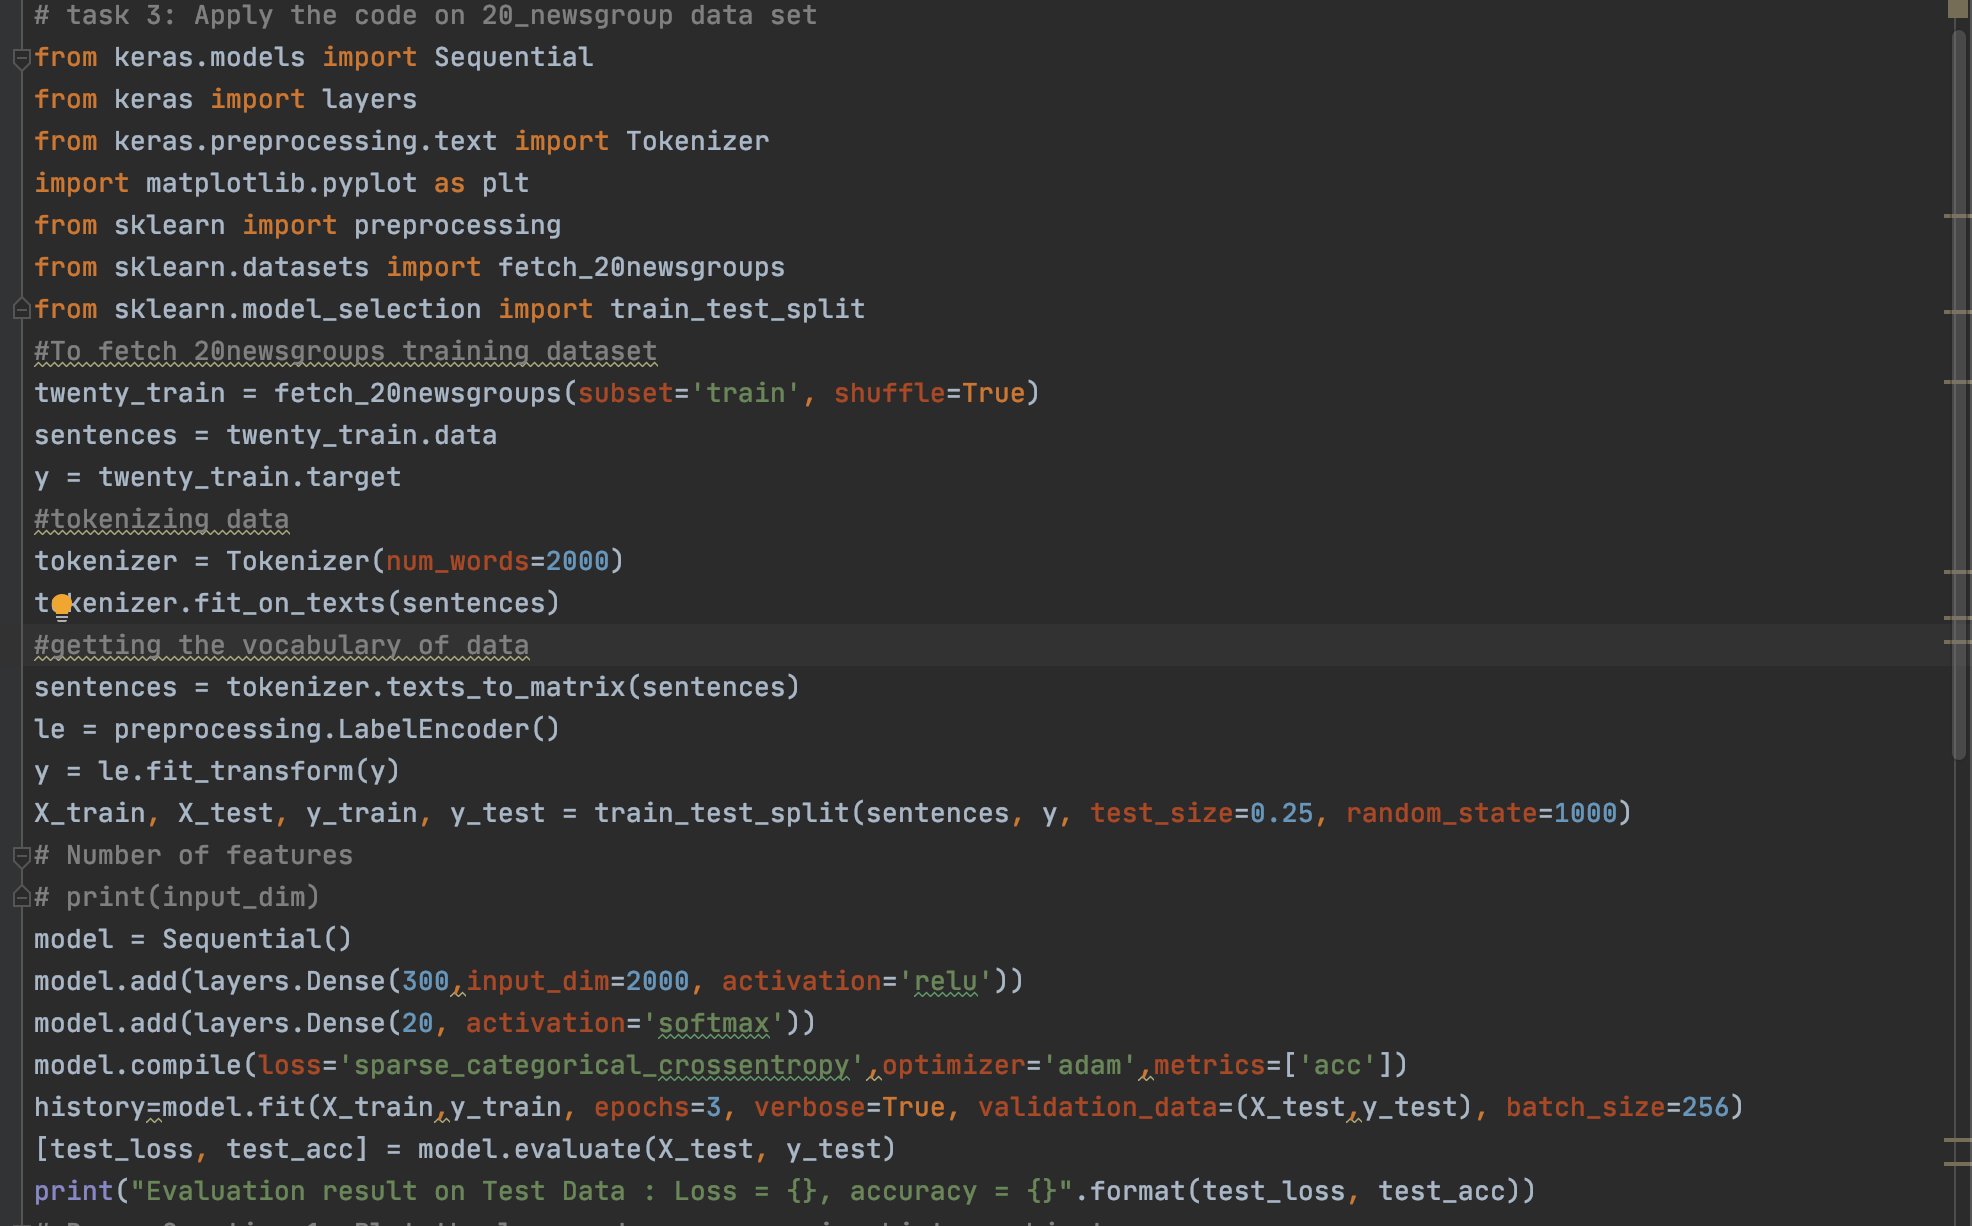 # task 3: Apply the code on 20_newsgroup data set
from keras.models import Sequential
from keras import layers
from keras.preprocessing.text import Tokenizer
import matplotlib.pyplot as plt
from sklearn import preprocessing
from sklearn.datasets import fetch_20newsgroups
from sklearn.model_selection import train_test_split
#To fetch 20newsgroups training dataset
twenty_train = fetch_20newsgroups(subset='train', shuffle=True)
sentences = twenty_train.data
y = twenty_train.target
#tokenizing data
tokenizer = Tokenizer(num_words=2000)
tokenizer.fit_on_texts(sentences)
#getting the vocabulary of data
sentences = tokenizer.texts_to_matrix(sentences)
le = preprocessing.LabelEncoder()
y = le.fit_transform(y)
X_train, X_test, y_train, y_test = train_test_split(sentences, y, test_size=0.25, random_state=1000)
# Number of features
# print(input_dim)
model = Sequential()
model.add(layers.Dense(300,input_dim=2000, activation='relu'))
model.add(layers.Dense(20, activation='softmax'))
model.compile(loss='sparse_categorical_crossentropy',optimizer='adam',metrics=['acc'])
history=model.fit(X_train,y_train, epochs=3, verbose=True, validation_data=(X_test,y_test), batch_size=256)
[test_loss, test_acc] = model.evaluate(X_test, y_test)
print("Evaluation result on Test Data : Loss = {}, accuracy = {}".format(test_loss, test_acc))